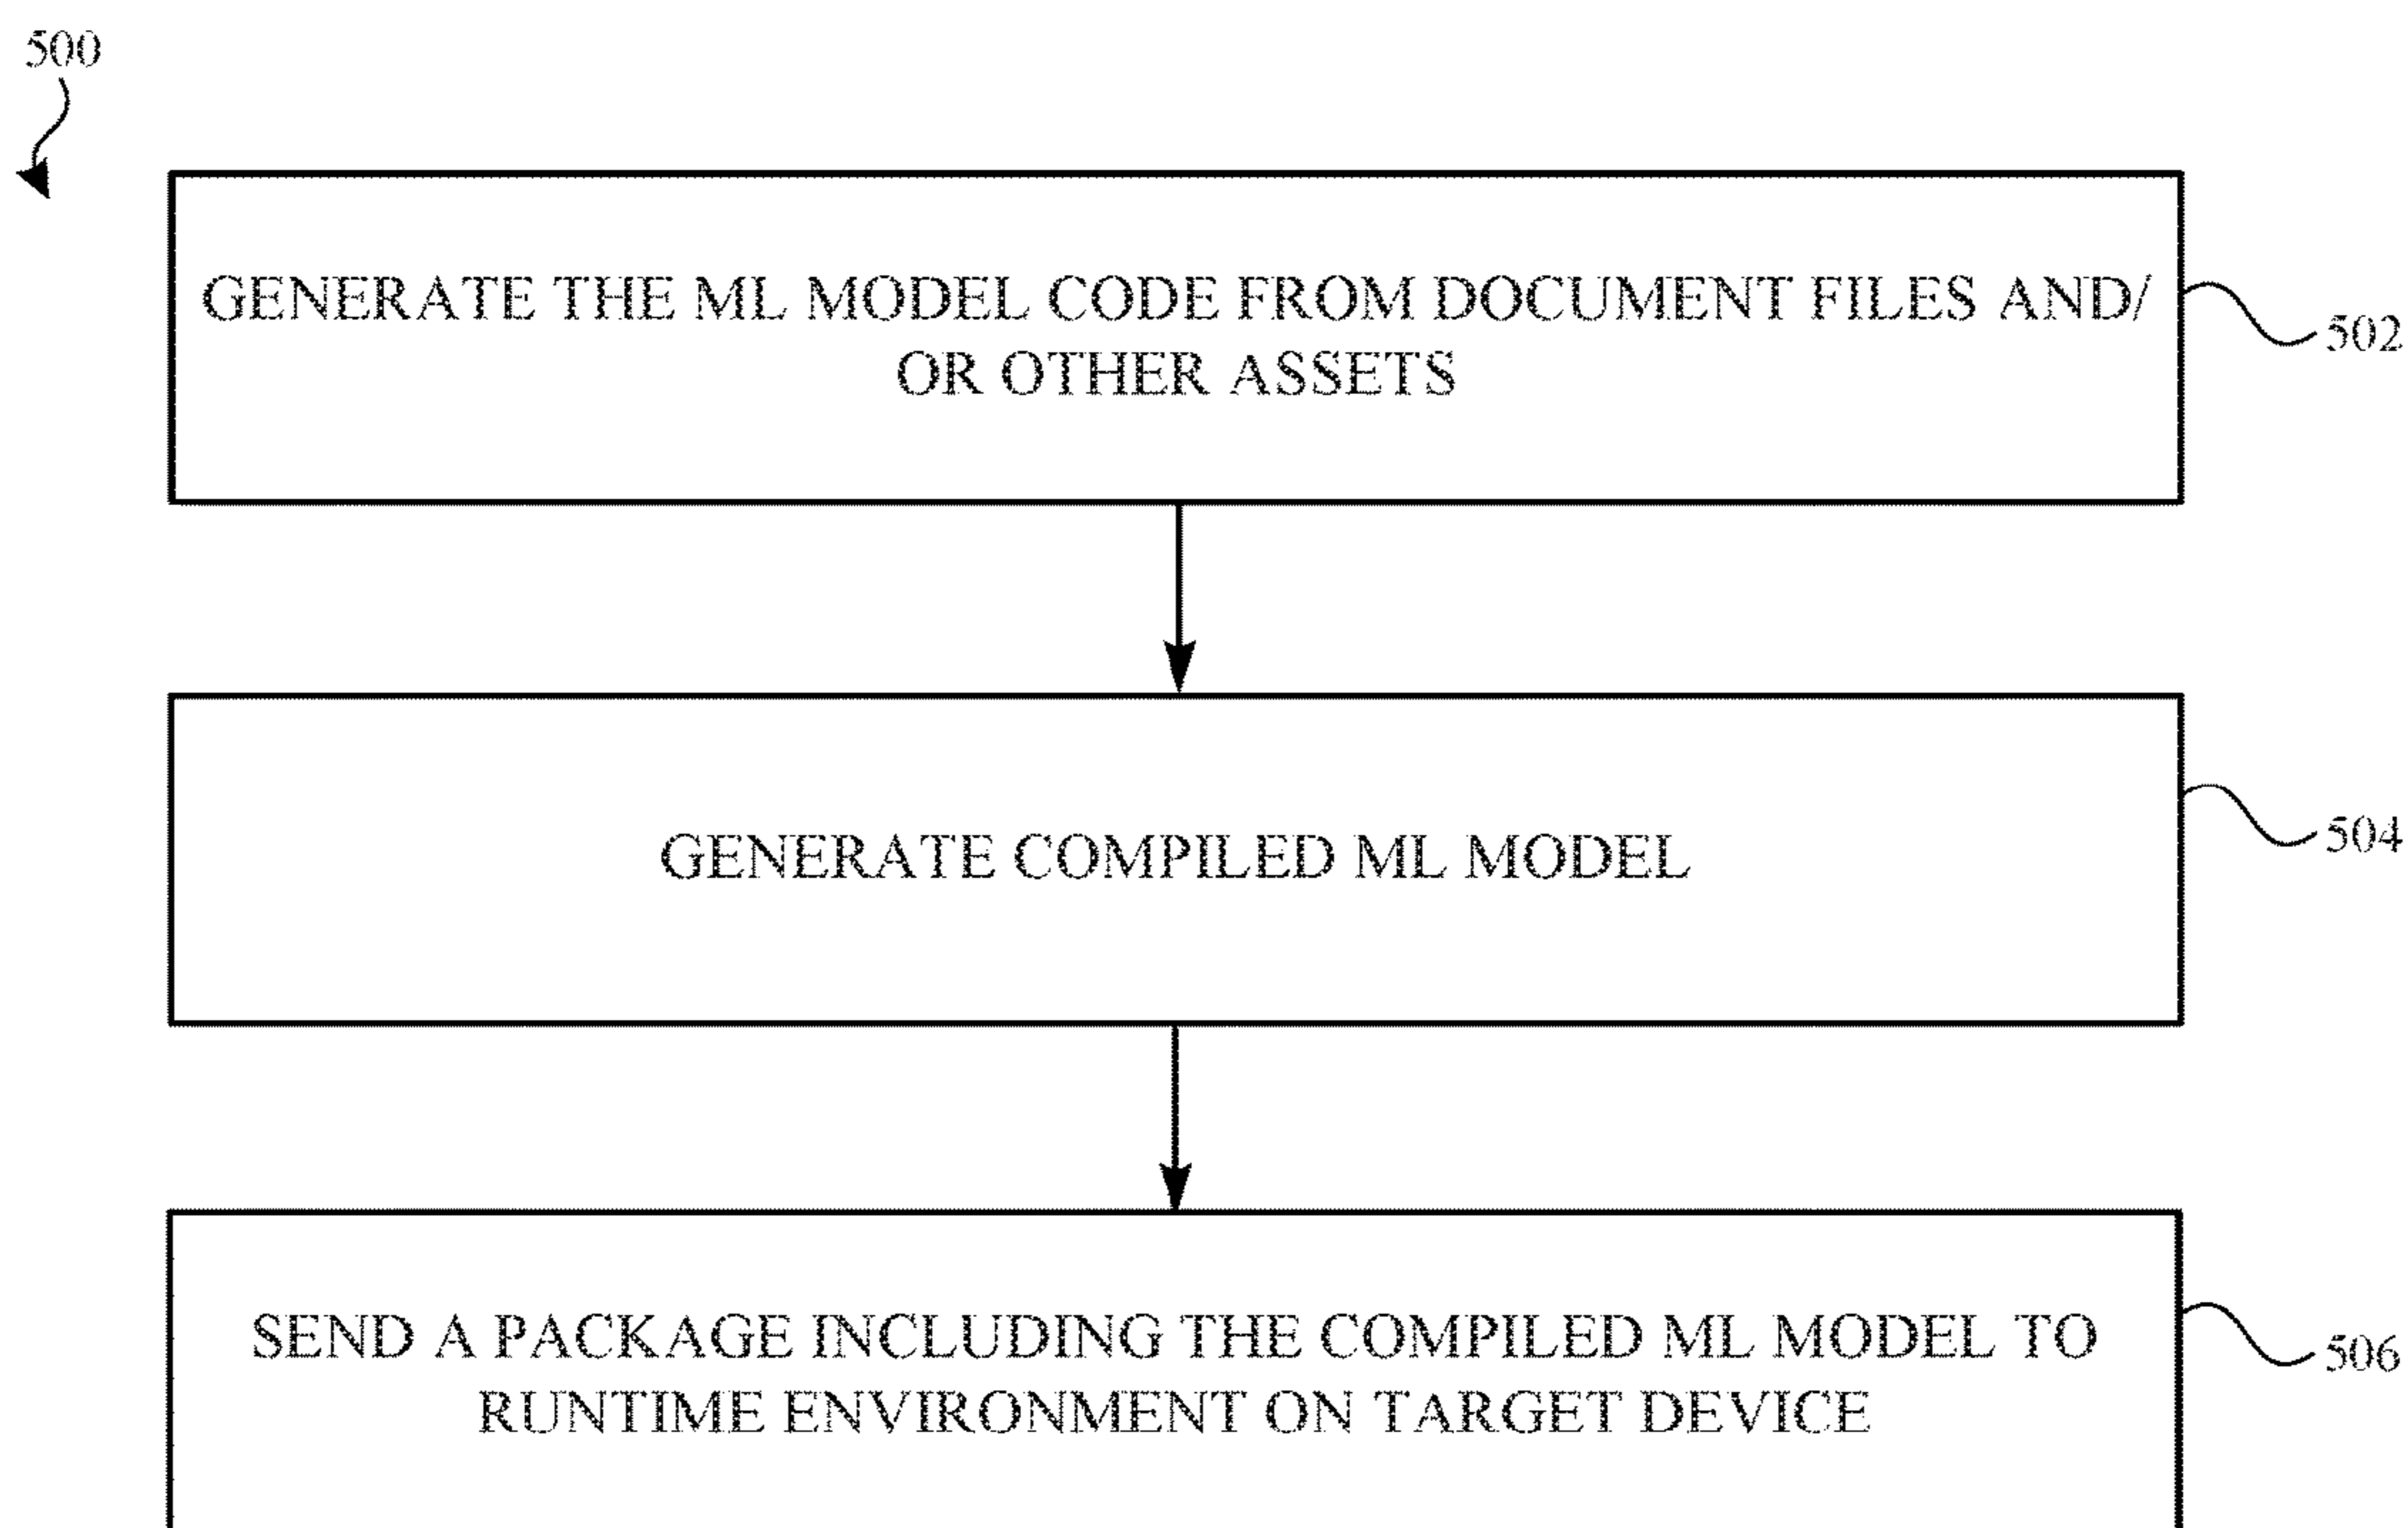 500
GENERATE THE ML MODEL CODE FROM DOCUMENT FILES AND/
OR OTHER ASSETS
502
GENERATE COMPILED ML MODEL
504
SEND A PACKAGE INCLUDING THE COMPILED ML MODEL TO
RUNTIME ENVIRONMENT ON TARGET DEVICE
506